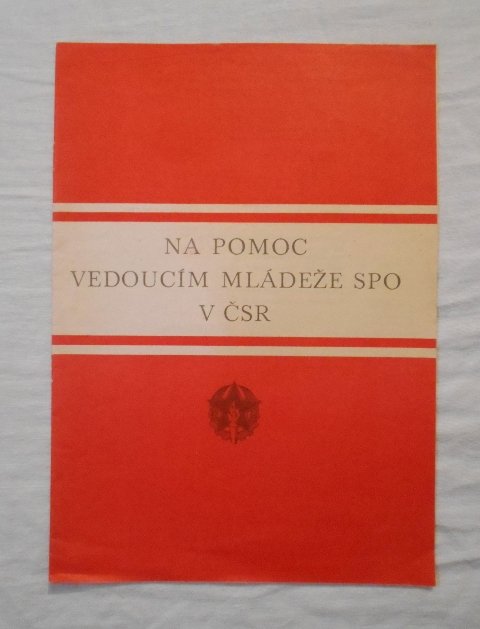 NA POMOC
VEDOUCÍM MLÁDEŽE SPO
V ČSR